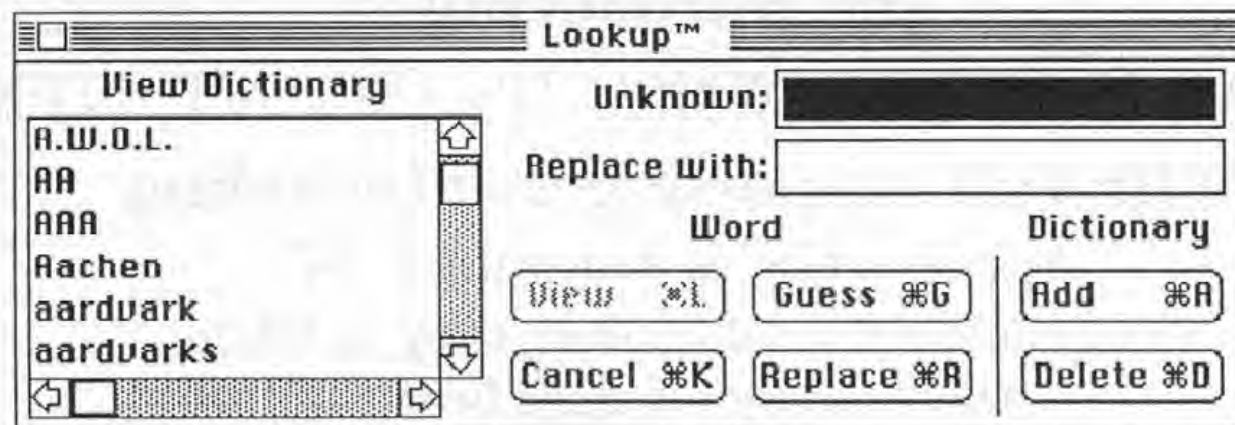 Lookup™
View Dictionary
A.W.O.L.
AA
AAA
Aachen
aardvark
aardvarks
Unknown:
Replace with:
Word
Dictionary
View ⌘L
Guess ⌘G
Add ⌘A
Cancel ⌘K
Replace ⌘R
Delete ⌘D